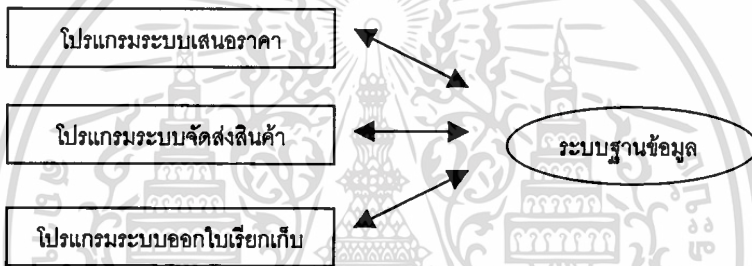 โปรแกรมระบบเสนอราคา
โปรแกรมระบบจัดส่งสินค้า
ระบบฐานข้อมูล
โปรแกรมระบบออกใบเรียกเก็บ